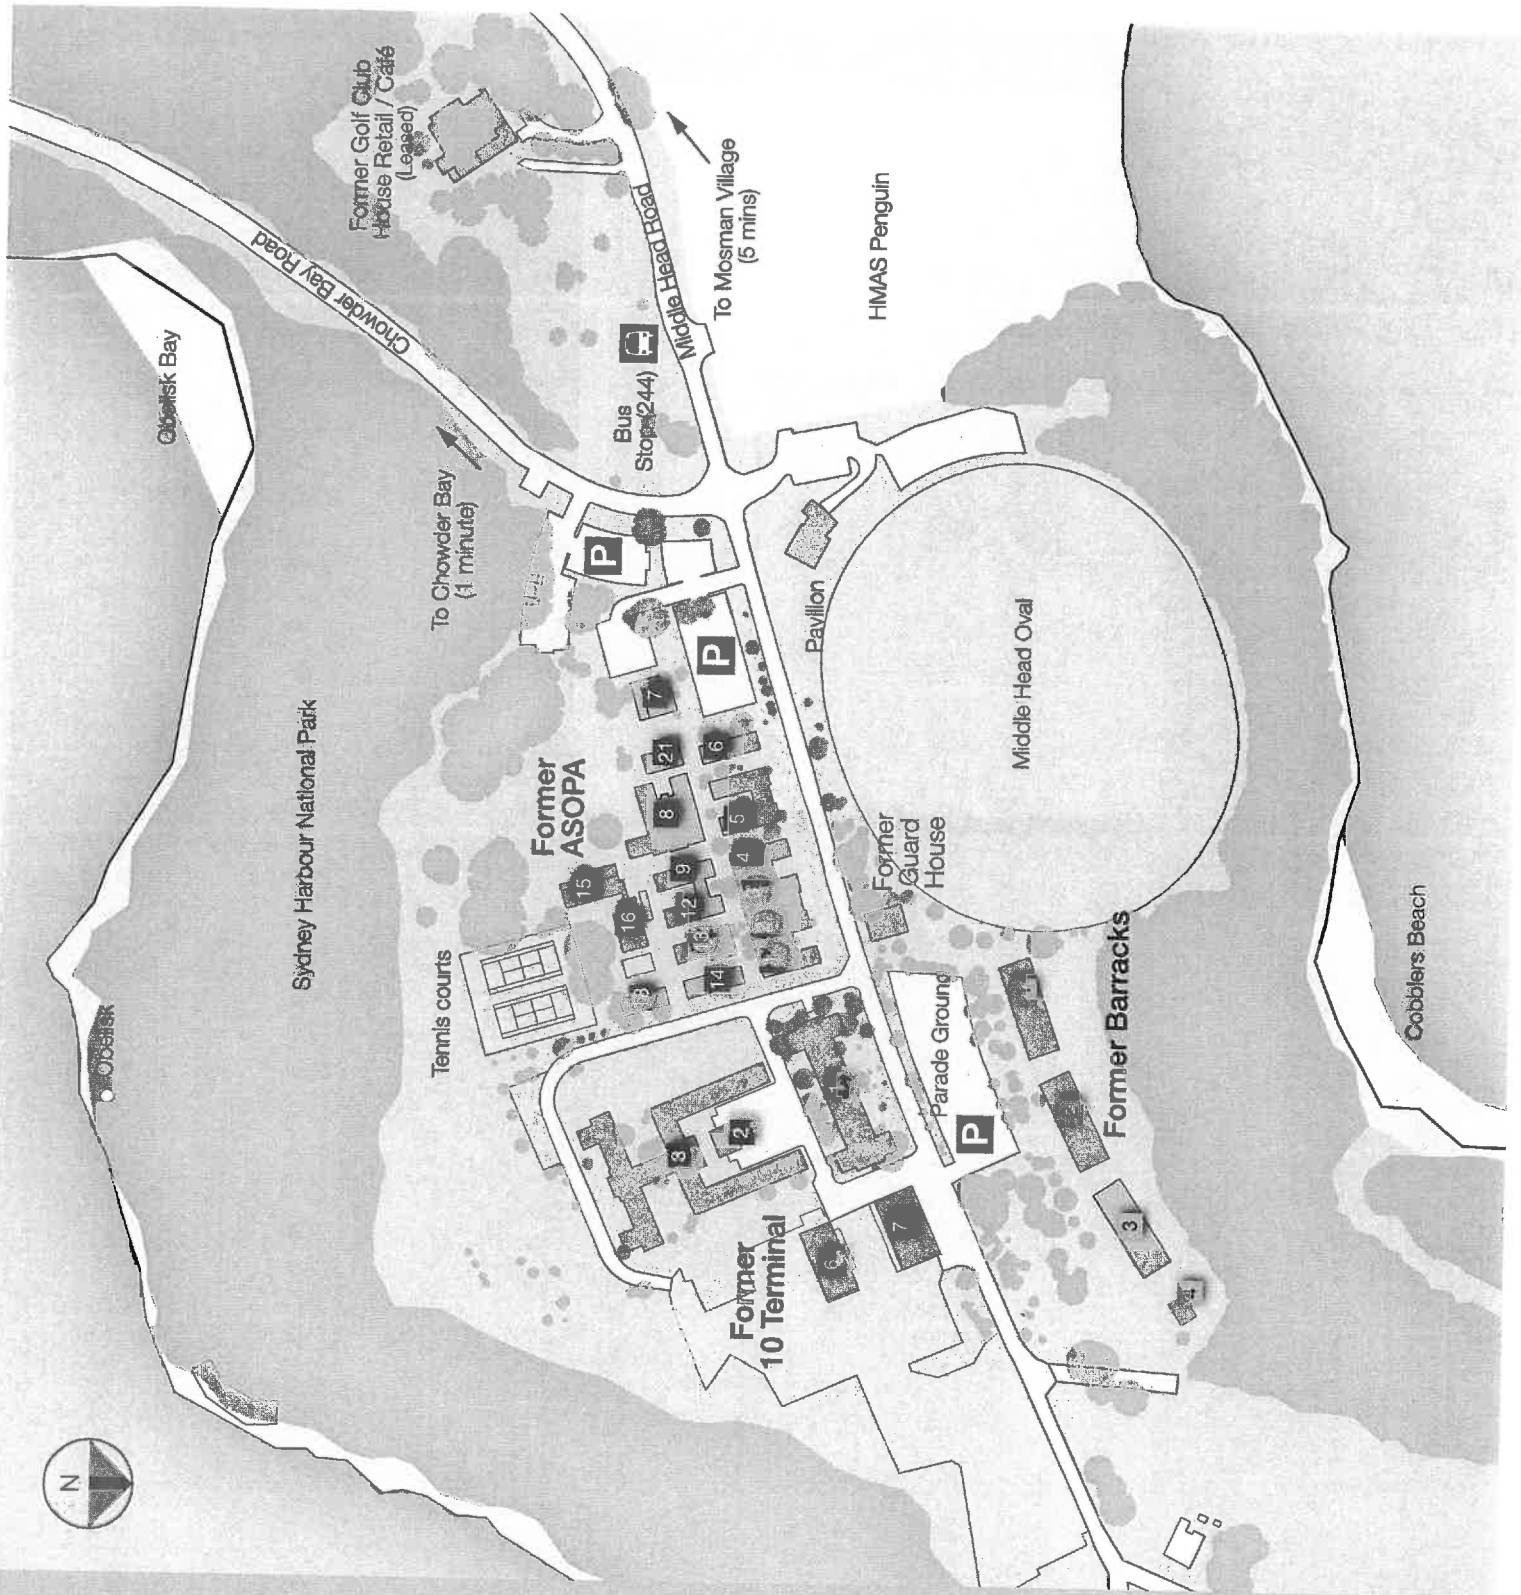 Former Golf Club
House Retail / Café
(Leased)
Chowder Bay Road
Middle Head Road
To Mosman Village
(5 mins)
HMAS Penguin
Obelisk Bay
Bus
Stop (244)
To Chowder Bay
(1 minute)
P
P
Pavilion
Middle Head Oval
Sydney Harbour National Park
Former
ASOPA
7
21
6
8
5
4
9
15
16
12
14
Former
Guard
House
Tennis courts
Obelisk
Parade Ground
P
Former Barracks
Cobblers Beach
1
2
3
Former
10 Terminal
6
7
3
4
N